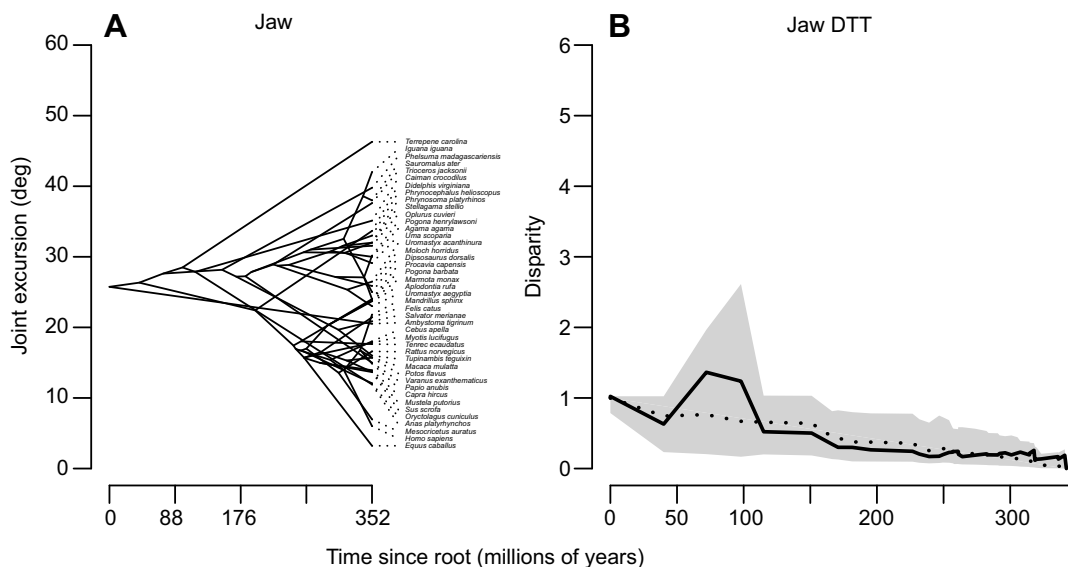 A
Jaw
Joint excursion (deg)
60
50
40
30
20
10
0
0
88
176
352
Terrepene carolina
Iguana iguana
Phelsuma madagascariensis
Sauromalus ater
Trioceros jacksonii
Caiman crocodilus
Didelphis virginiana
Phrynocephalus helioscopus
Phrynosoma platyrhinos
Stellagama stellio
Oplurus cuvieri
Pogona henrylawsoni
Agama agama
Uma scoparia
Uromastyx acanthinura
Moloch horridus
Dipsosaurus dorsalis
Procavia capensis
Pogona barbata
Marmota monax
Aplodontia rufa
Uromastyx aegyptia
Mandrillus sphinx
Felis catus
Salvator merianae
Ambystoma tigrinum
Cebus apella
Myotis lucifugus
Tenrec ecaudatus
Rattus norvegicus
Tupinambis teguixin
Macaca mulatta
Potos flavus
Varanus exanthematicus
Papio anubis
Capra hircus
Mustela putorius
Sus scrofa
Oryctolagus cuniculus
Anas platyrhynchos
Mesocricetus auratus
Homo sapiens
Equus caballus
B
Jaw DTT
Disparity
6
5
4
3
2
1
0
0
50
100
200
300
Time since root (millions of years)